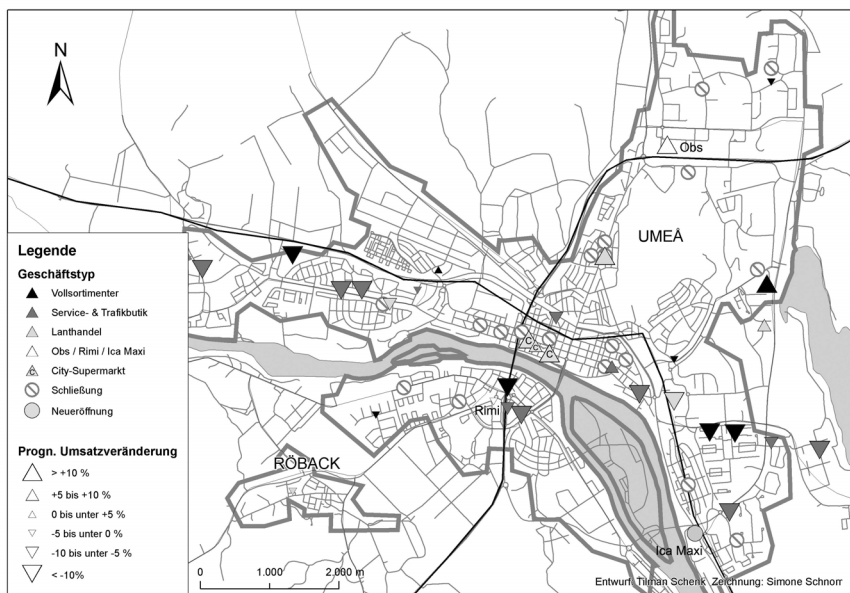 N
Obs
UMEÅ
Legende
Geschäftstyp
Vollsortimenter
Service- & Trafikbutik
Lanthandel
Obs / Rimi / Ica Maxi
C City-Supermarkt
Schließung
Neueröffnung
C
C
C
Rimi
RÖBACK
Progn. Umsatzveränderung
> +10 %
+5 bis +10 %
0 bis unter +5 %
-5 bis unter 0 %
-10 bis unter -5 %
< -10%
Ica Maxi
0 1.000 2.000 m
Entwurf: Tilman Schenk Zeichnung: Simone Schnorr